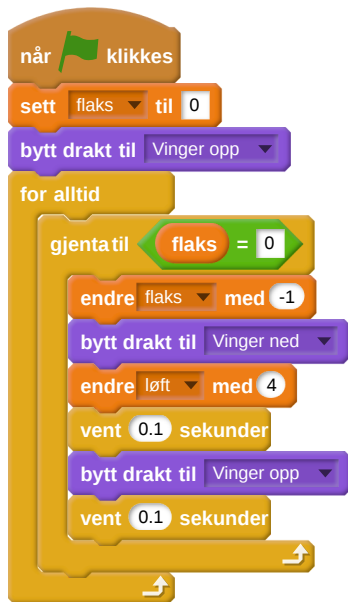 når klikkes
sett flaks til 0
bytt drakt til Vinger opp
for alltid
gjenta til flaks = 0
endre flaks med -1
bytt drakt til Vinger ned
endre løft med 4
vent 0.1 sekunder
bytt drakt til Vinger opp
vent 0.1 sekunder